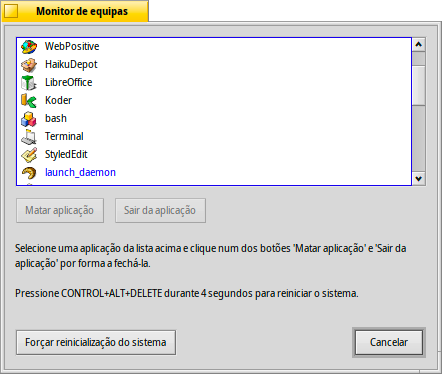 Monitor de equipas
WebPositive
HaikuDepot
LibreOffice
Koder
bash
Terminal
StyledEdit
launch_daemon
Matar aplicação
Sair da aplicação
Selecione uma aplicação da lista acima e clique num dos botões 'Matar aplicação' e 'Sair da
aplicação' por forma a fechá-la.
Pressione CONTROL+ALT+DELETE durante 4 segundos para reiniciar o sistema.
Forçar reinicialização do sistema
Cancelar